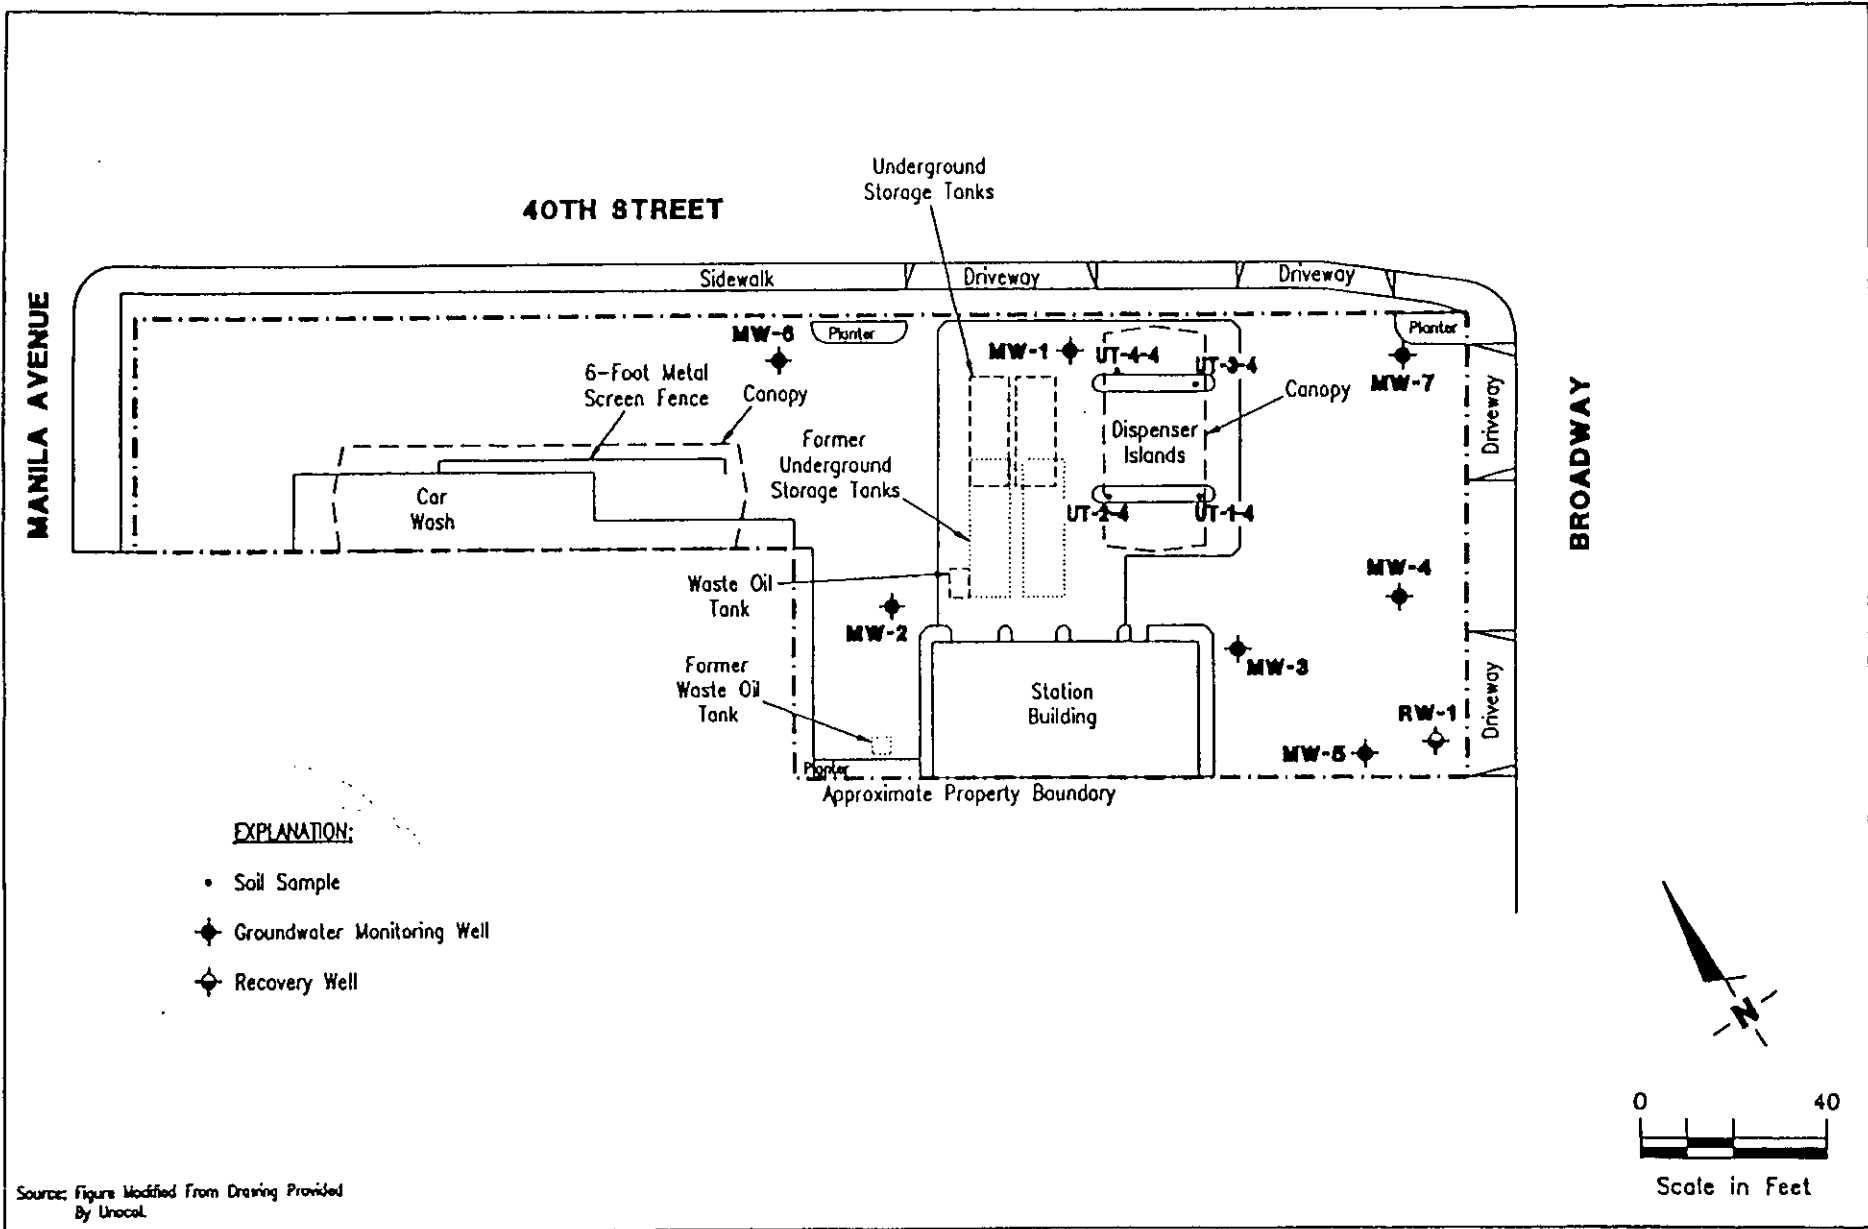 Underground
Storage Tanks
40TH STREET
Sidewalk
Driveway
Driveway
MANILA AVENUE
MW-6
Planter
MW-1
UT-4-4
UT-3-4
Planter
MW-7
6-Foot Metal
Screen Fence
Canopy
Canopy
Driveway
BROADWAY
Former
Underground
Storage Tanks
Dispenser
Islands
Car
Wash
UT-2-4
UT-1-4
Waste Oil
Tank
MW-2
MW-4
MW-3
Former
Waste Oil
Tank
Station
Building
RW-1
Driveway
MW-5
Planter
Approximate Property Boundary
EXPLANATION:
Soil Sample
Groundwater Monitoring Well
Recovery Well
N
0 40
Scale in Feet
Source: Figure Modified From Drawing Provided
By Unocal.